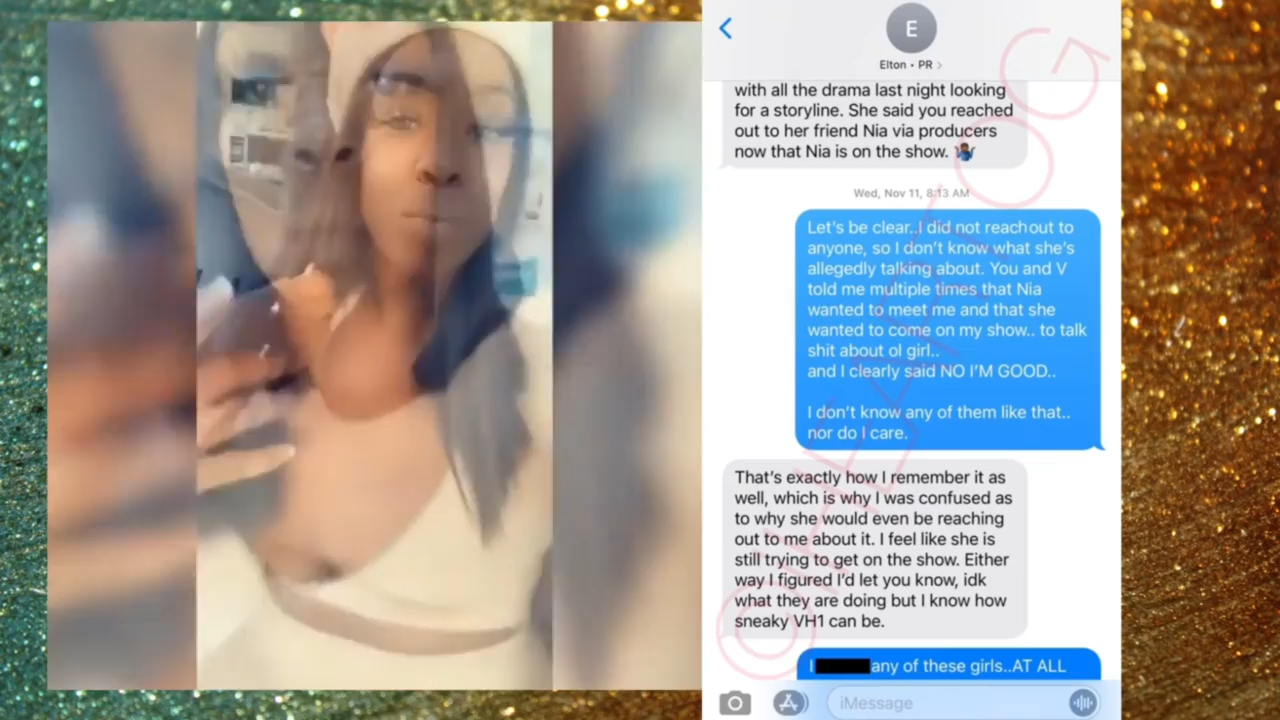 E
Elton • PR >
with all the drama last night looking
for a storyline. She said you reached
out to her friend Nia via producers
now that Nia is on the show. 🤷🏾‍♂️
Wed, Nov 11, 8:13 AM
Let's be clear..I did not reach out to
anyone, so I don't know what she's
allegedly talking about. You and V
told me multiple times that Nia
wanted to meet me and that she
wanted to come on my show.. to talk
shit about ol girl..
and I clearly said NO I'M GOOD..
I don't know any of them like that..
nor do I care.
That's exactly how I remember it as
well, which is why I was confused as
to why she would even be reaching
out to me about it. I feel like she is
still trying to get on the show. Either
way I figured I'd let you know, idk
what they are doing but I know how
sneaky VH1 can be.
I any of these girls..AT ALL
iMessage